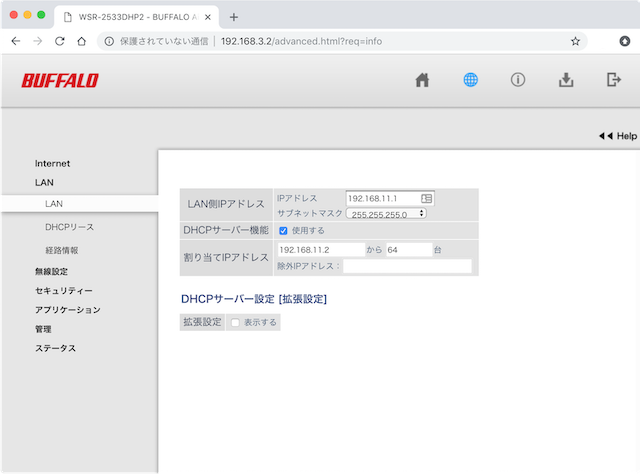 WSR-2533DHP2 - BUFFALO A
保護されていない通信 | 192.168.3.2/advanced.html?req=info
BUFFALO
Help
Internet
LAN
LAN
DHCPリース
経路情報
無線設定
セキュリティー
アプリケーション
管理
ステータス
LAN側IPアドレス
IPアドレス 192.168.11.1
サブネットマスク 255.255.255.0
DHCPサーバー機能 使用する
割り当てIPアドレス 192.168.11.2 から 64 台
除外IPアドレス：
DHCPサーバー設定 [拡張設定]
拡張設定 表示する